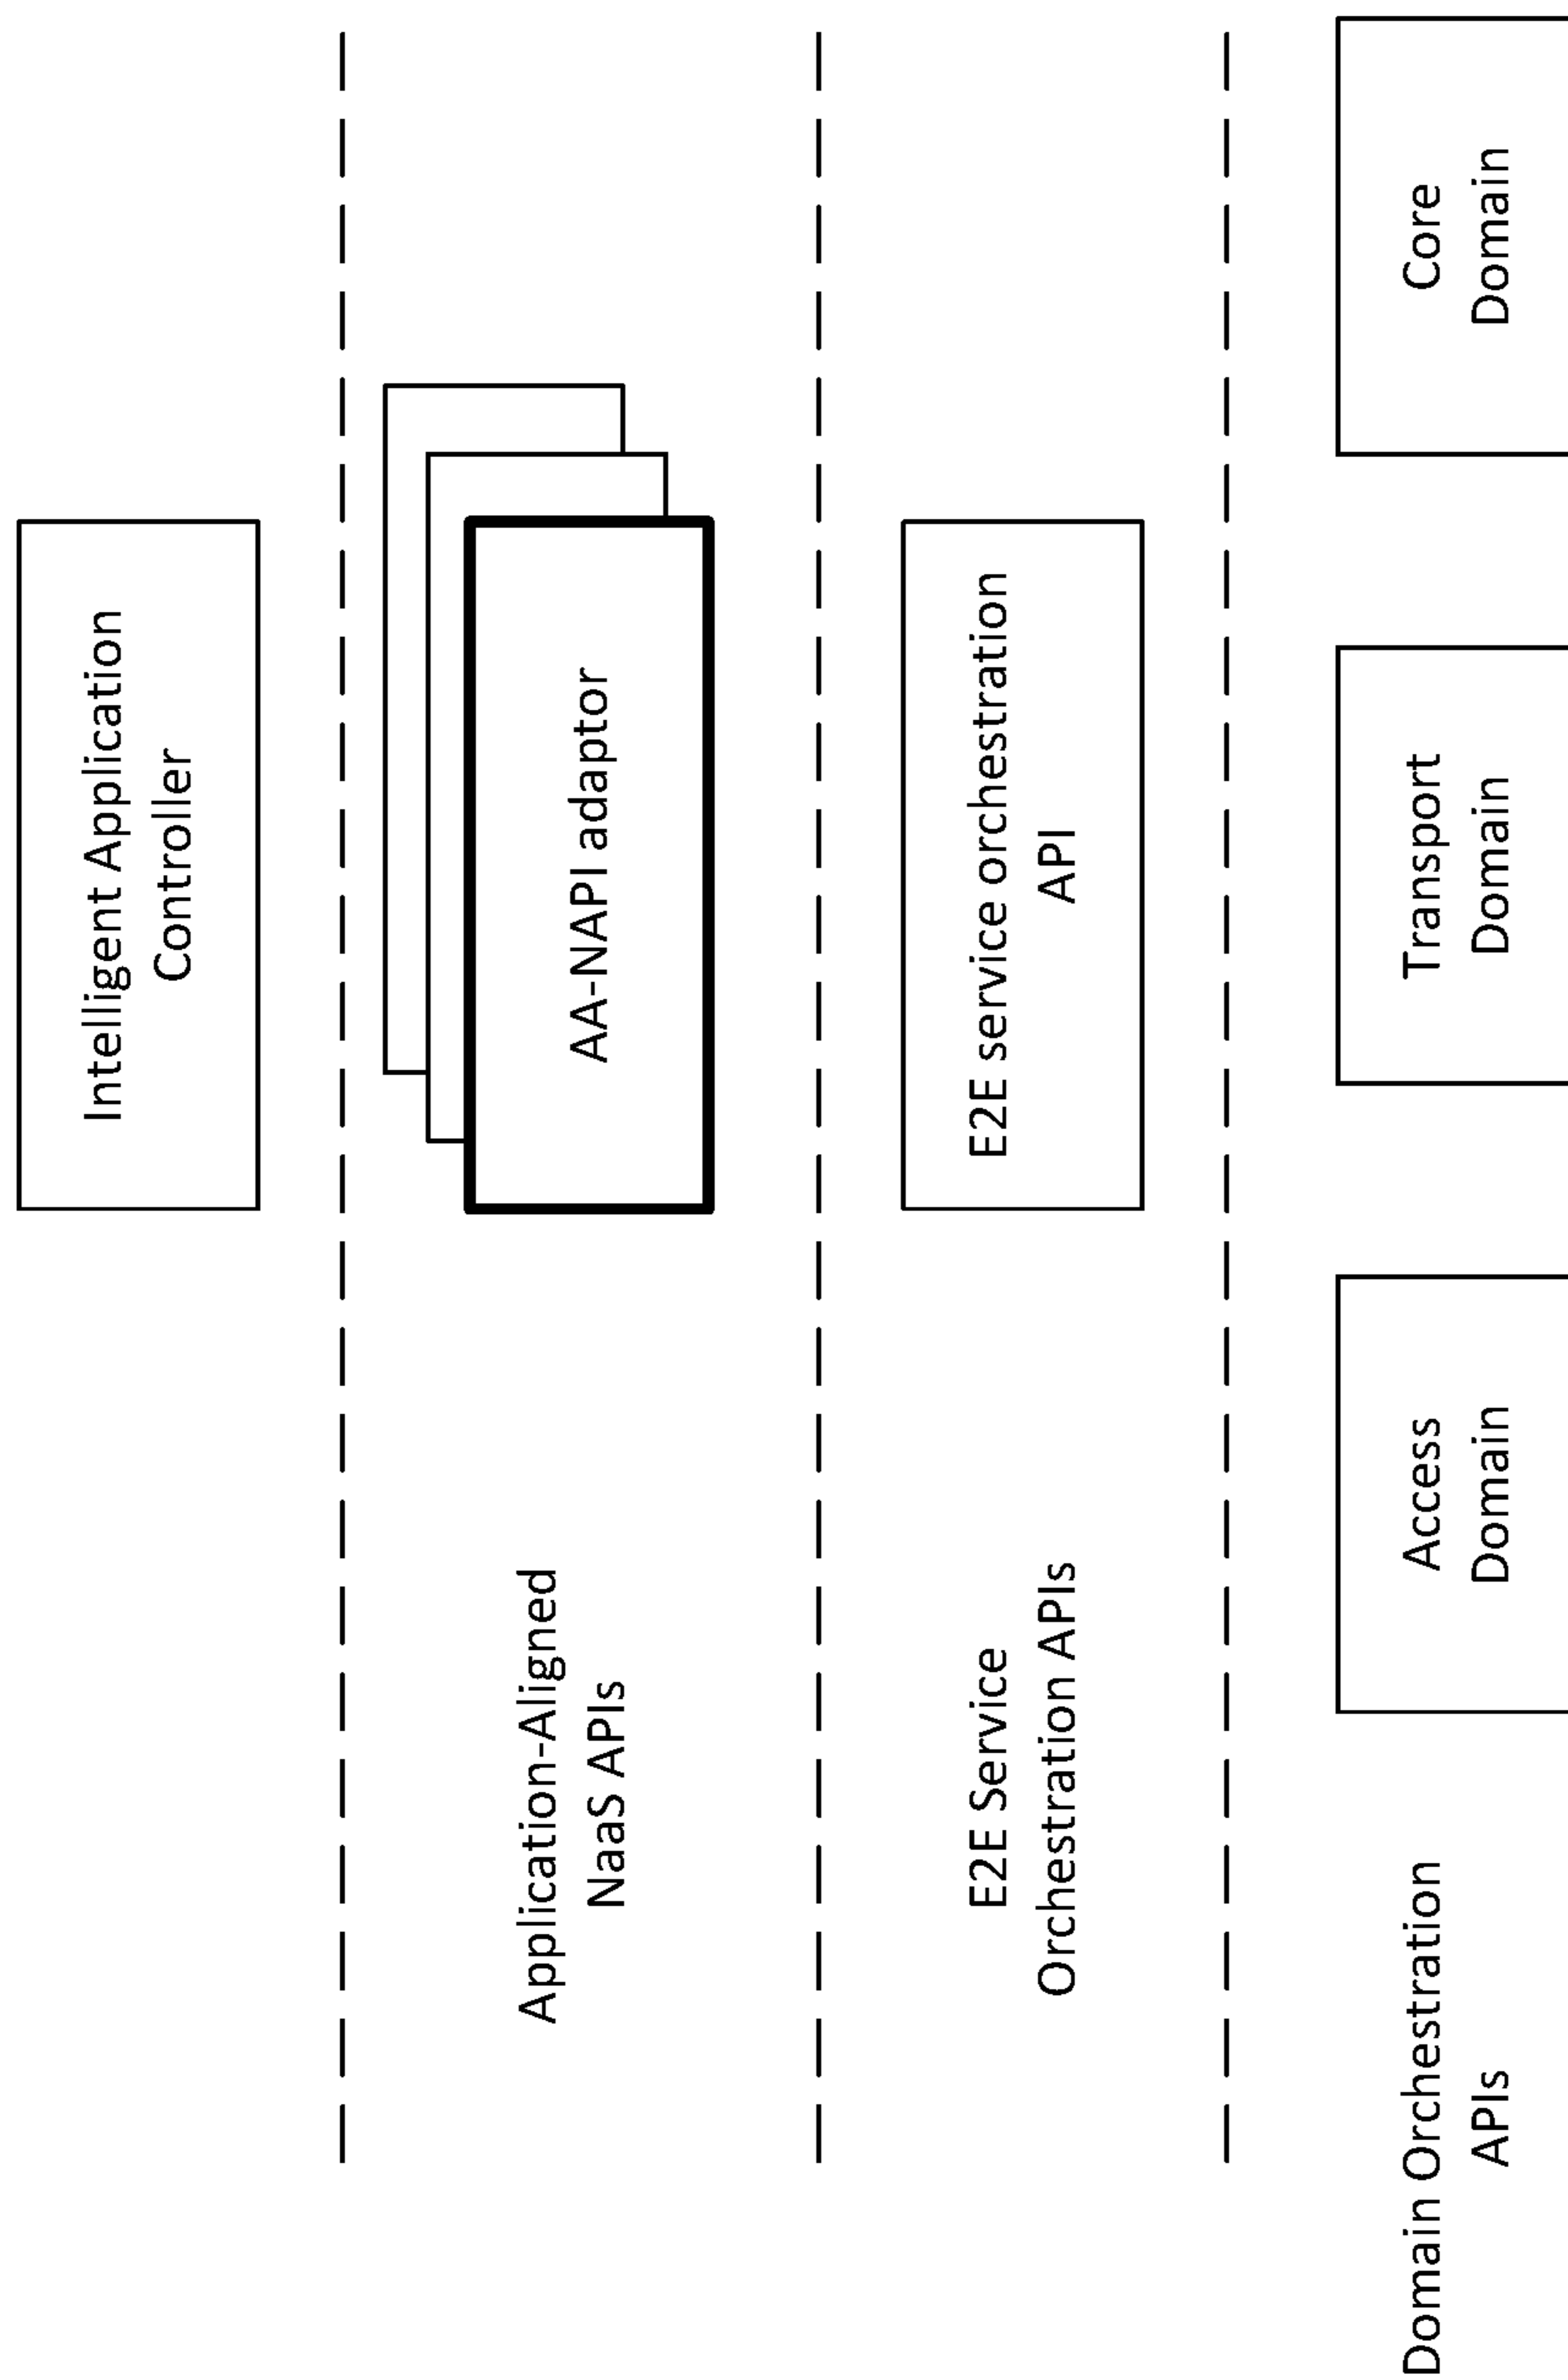 Intelligent Application
Controller
Application-Aligned
NaaS APIs
AA-NAPI adaptor
E2E Service
Orchestration APIs
E2E service orchestration
API
Domain Orchestration
APIs
Access
Domain
Transport
Domain
Core
Domain